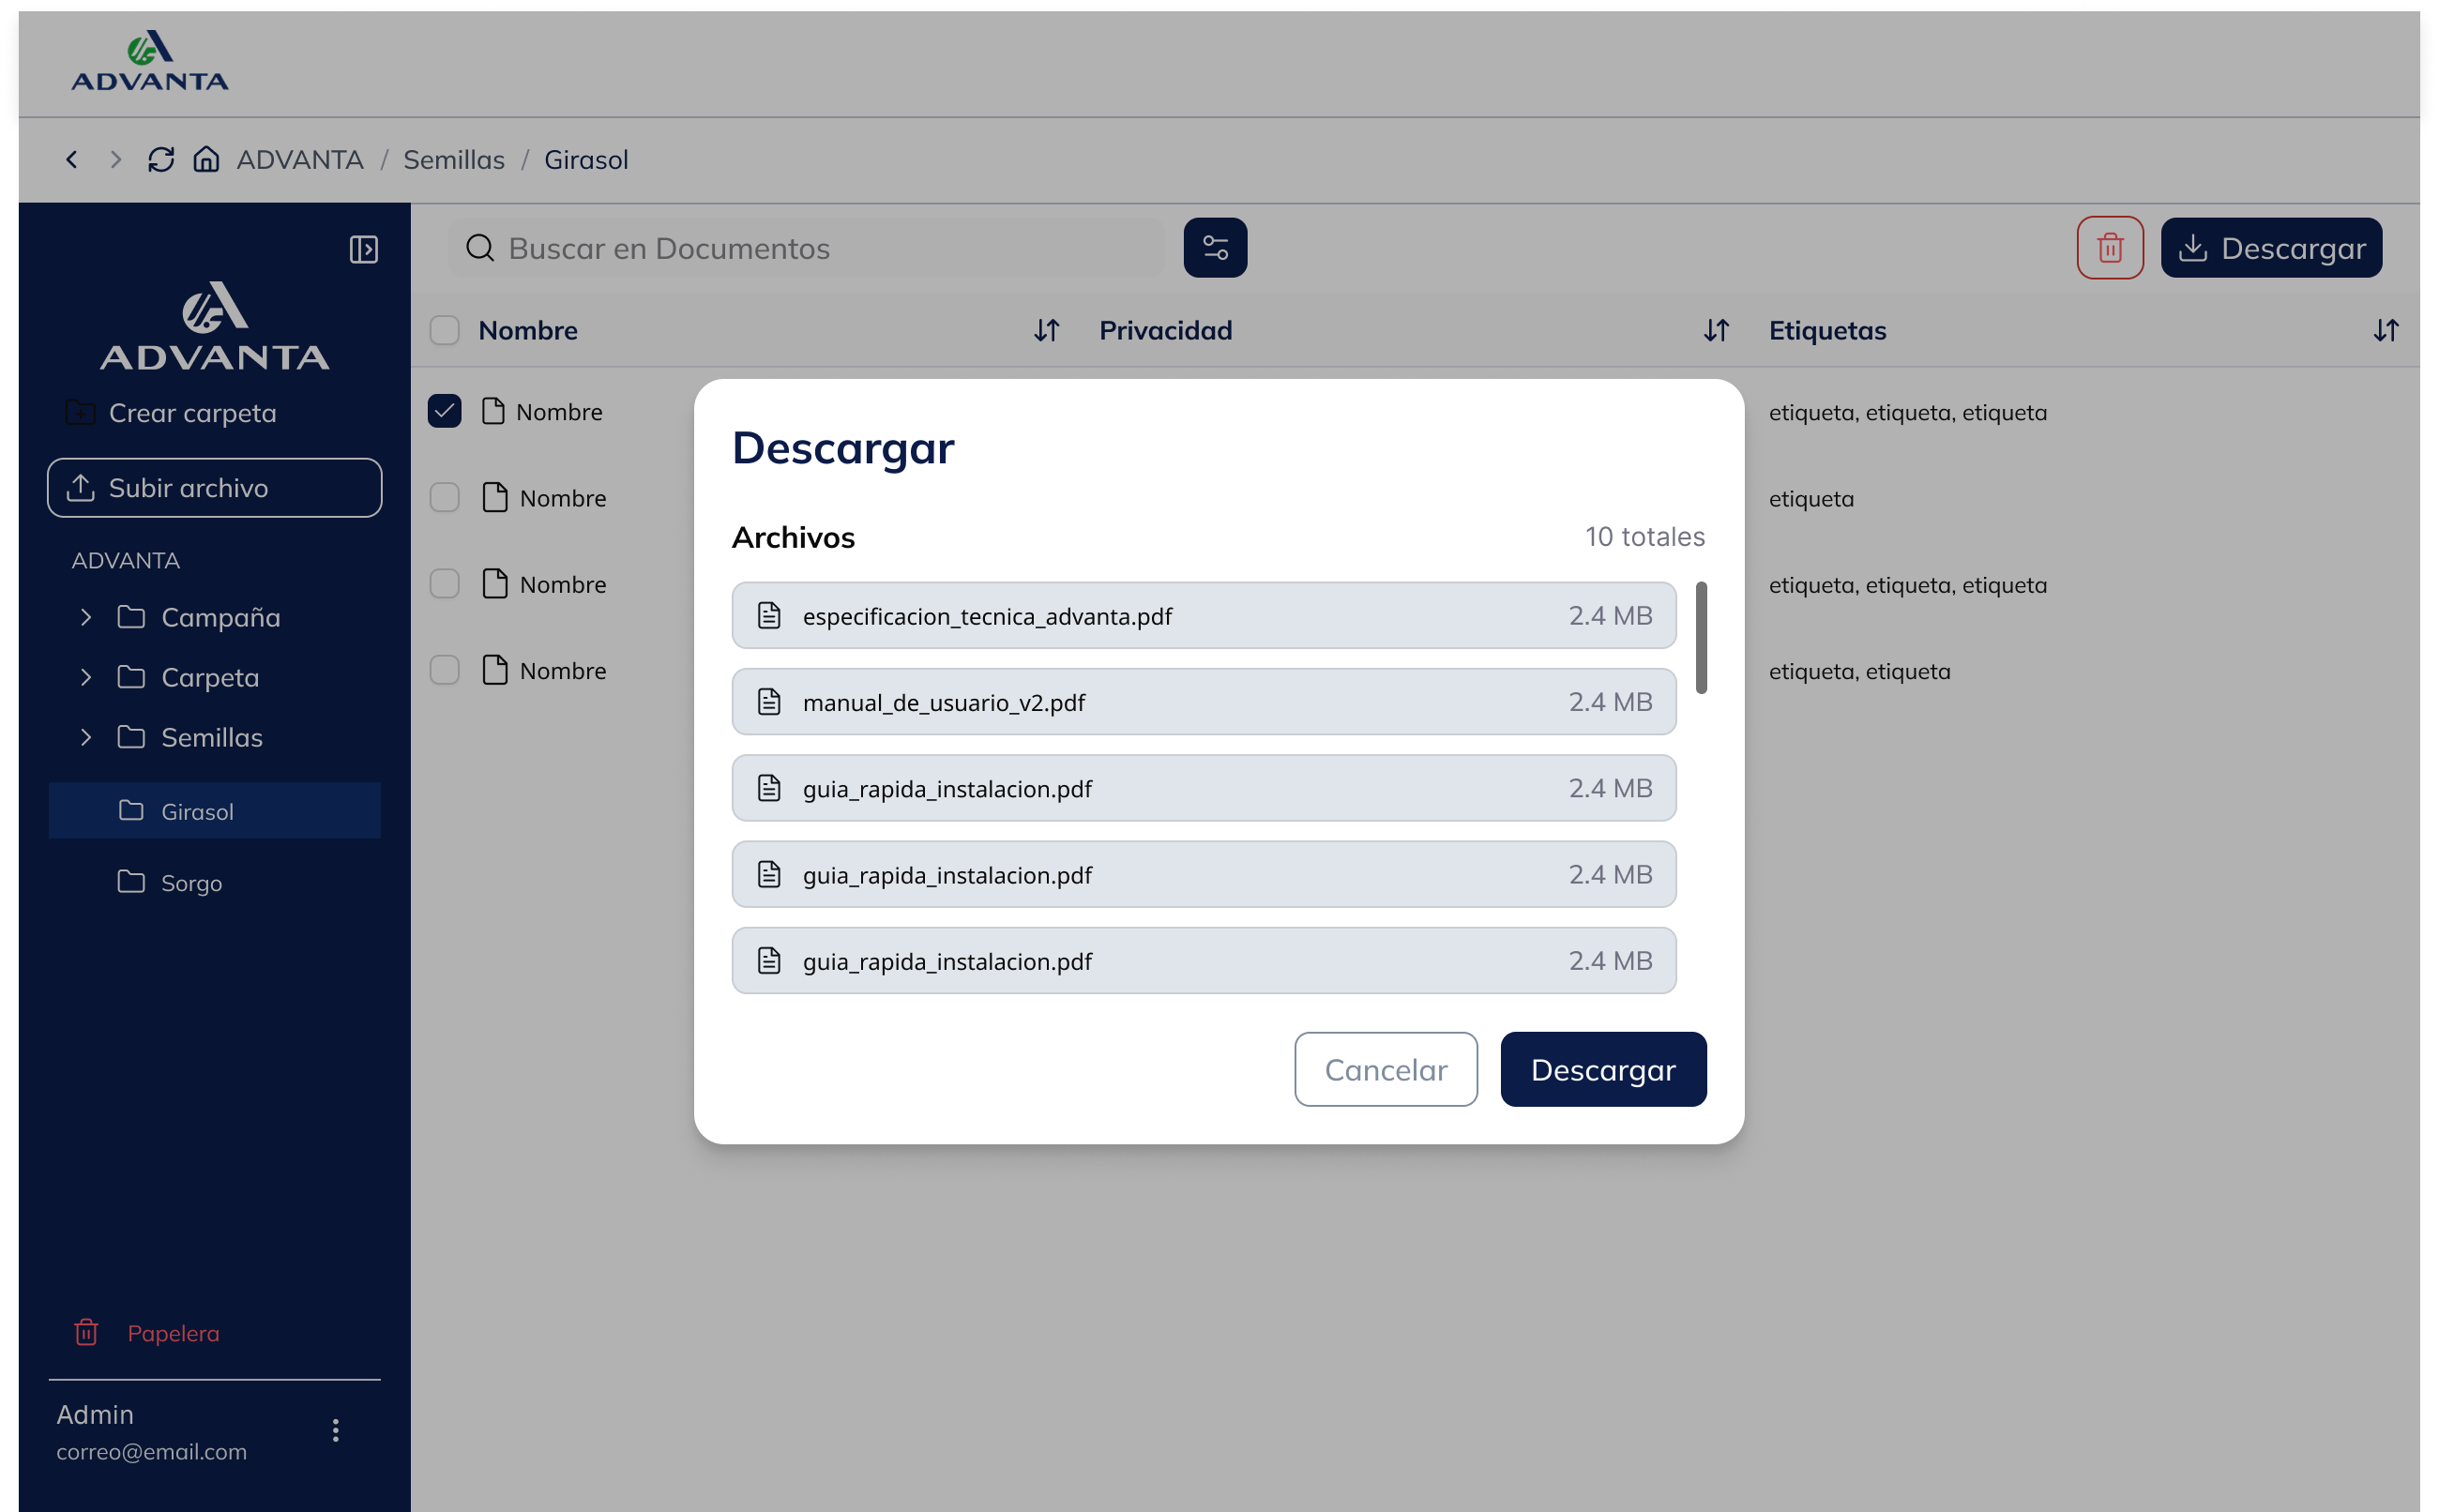 ADVANTA
ADVANTA / Semillas / Girasol
Buscar en Documentos
Descargar
ADVANTA
Crear carpeta
Subir archivo
ADVANTA
Campaña
Carpeta
Semillas
Girasol
Sorgo
Papelera
Admin
correo@email.com
Nombre Privacidad Etiquetas
Nombre etiqueta, etiqueta, etiqueta
Nombre etiqueta
Nombre etiqueta, etiqueta, etiqueta
Nombre etiqueta, etiqueta
Descargar
Archivos 10 totales
especificacion_tecnica_advanta.pdf 2.4 MB
manual_de_usuario_v2.pdf 2.4 MB
guia_rapida_instalacion.pdf 2.4 MB
guia_rapida_instalacion.pdf 2.4 MB
guia_rapida_instalacion.pdf 2.4 MB
Cancelar Descargar